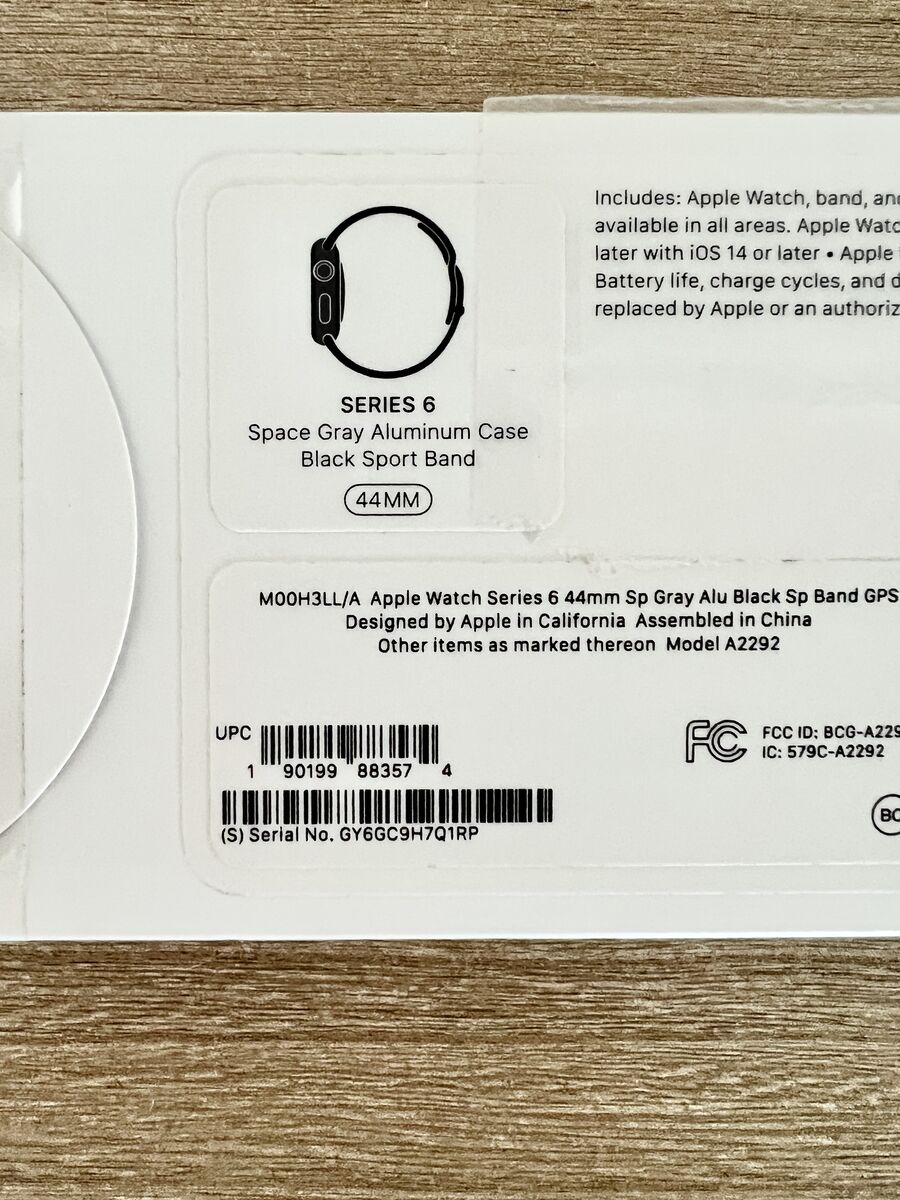 Includes: Apple Watch, band, and
available in all areas. Apple Watc
later with iOS 14 or later • Apple
Battery life, charge cycles, and d
replaced by Apple or an authoriz
SERIES 6
Space Gray Aluminum Case
Black Sport Band
44MM
M00H3LL/A Apple Watch Series 6 44mm Sp Gray Alu Black Sp Band GPS
Designed by Apple in California Assembled in China
Other items as marked thereon Model A2292
UPC
1 90199 88357 4
FC FCC ID: BCG-A229
IC: 579C-A2292
BC
(S) Serial No. GY6GC9H7Q1RP